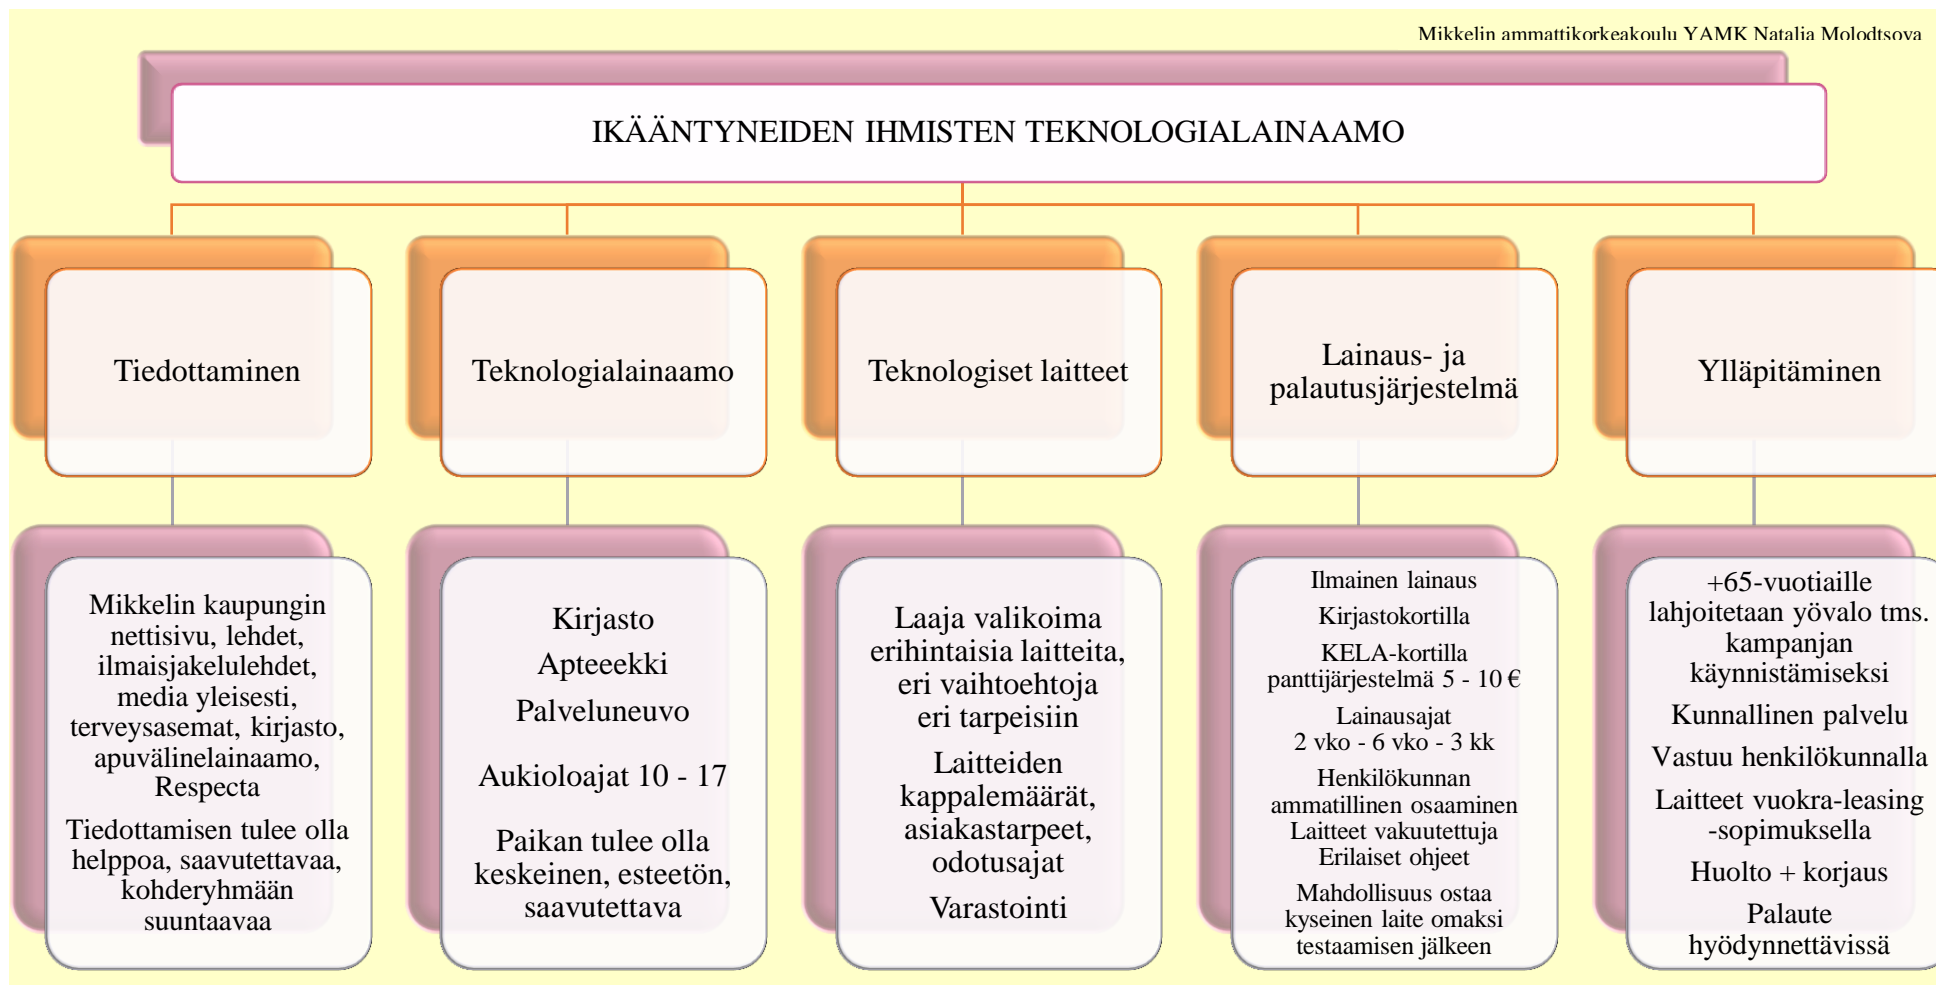 Mikkelin ammattikorkeakoulu YAMK Natalia Molodtsova
IKÄÄNTYNEIDEN IHMISTEN TEKNOLOGIALAINAAMO
Tiedottaminen
Teknologialainaamo
Teknologiset laitteet
Lainaus- ja
palautusjärjestelmä
Ylläpitäminen
Mikkelin kaupungin
nettisivu, lehdet,
ilmaisjakelulehdet,
media yleisesti,
terveysasemat, kirjasto,
apuvälinelainaamo,
Respecta
Tiedottamisen tulee olla
helppoa, saavutettavaa,
kohderyhmään
suuntaavaa
Kirjasto
Apteeekki
Palveluneuvo
Aukioloajat 10 - 17
Paikan tulee olla
keskeinen, esteetön,
saavutettava
Laaja valikoima
erihintaisia laitteita,
eri vaihtoehtoja
eri tarpeisiin
Laitteiden
kappalemäärät,
asiakastarpeet,
odotusajat
Varastointi
Ilmainen lainaus
Kirjastokortilla
KELA-kortilla
panttijärjestelmä 5 - 10 €
Lainausajat
2 vko - 6 vko - 3 kk
Henkilökunnan
ammatillinen osaaminen
Laitteet vakuutettuja
Erilaiset ohjeet
Mahdollisuus ostaa
kyseinen laite omaksi
testaamisen jälkeen
+65-vuotiaille
lahjoitetaan yövalo tms.
kampanjan
käynnistämiseksi
Kunnallinen palvelu
Vastuu henkilökunnalla
Laitteet vuokra-leasing
-sopimuksella
Huolto + korjaus
Palaute
hyödynnettävissä